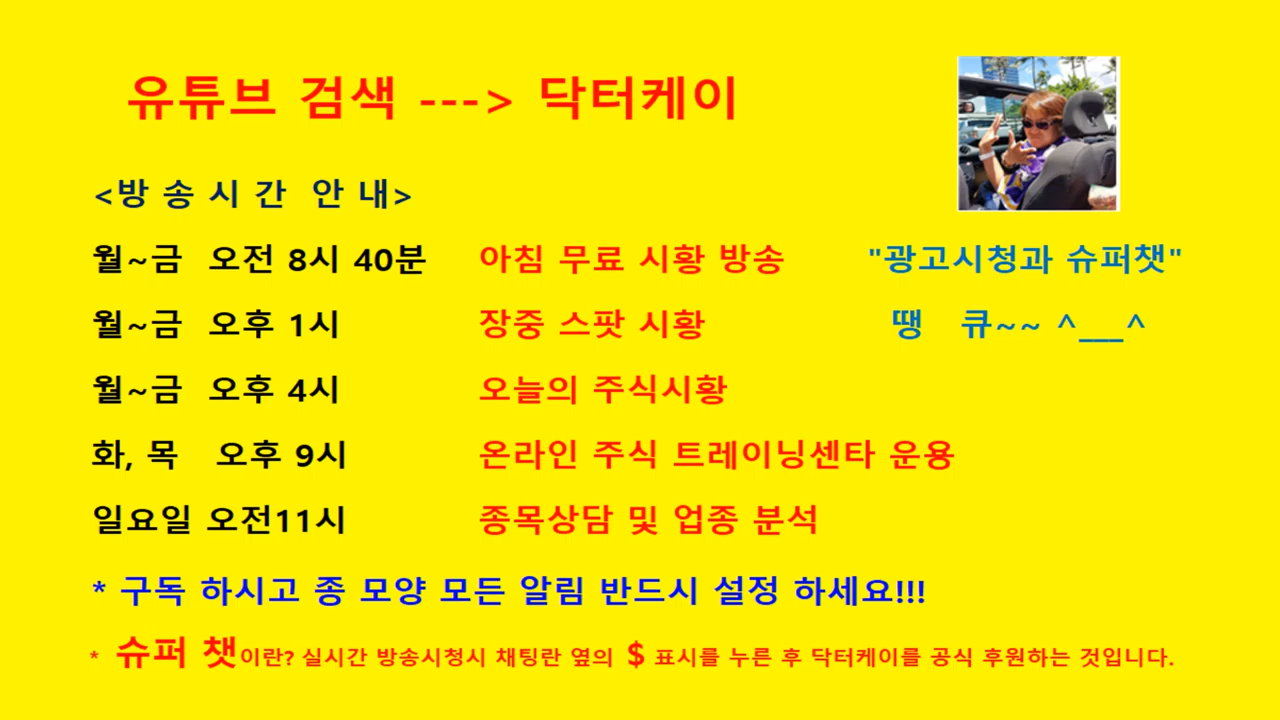 유튜브 검색 ---> 닥터케이
<방 송 시 간 안 내>
월~금 오전 8시 40분 아침 무료 시황 방송 "광고시청과 슈퍼챗"
월~금 오후 1시 장중 스팟 시황 땡 큐~~ ^___^
월~금 오후 4시 오늘의 주식시황
화, 목 오후 9시 온라인 주식 트레이닝센타 운용
일요일 오전11시 종목상담 및 업종 분석
* 구독 하시고 종 모양 모든 알림 반드시 설정 하세요!!!
* 슈퍼 챗이란? 실시간 방송시청시 채팅란 옆의 $ 표시를 누른 후 닥터케이를 공식 후원하는 것입니다.